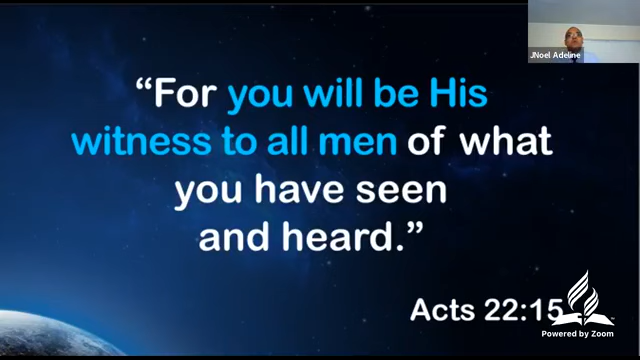 JNoel Adeline
“For you will be His
witness to all men of what
you have seen
and heard.”
Acts 22:15
Powered by Zoom